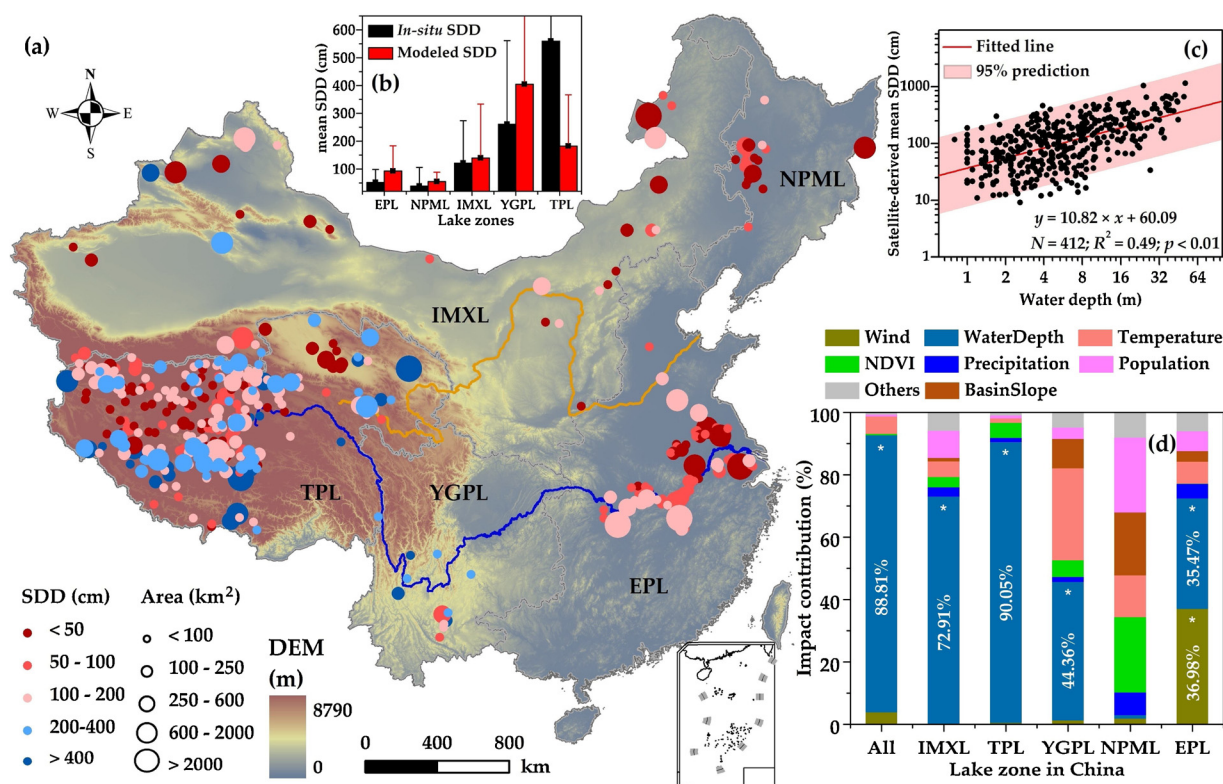 (a)
N
W
E
S
In-situ SDD
Modeled SDD
(b)
mean SDD (cm)
600
500
400
300
200
100
EPL
NPML
IMXL
YGPL
TPL
Lake zones
NPML
IMXL
TPL
YGPL
EPL
SDD (cm)
< 50
50 - 100
100 - 200
200-400
> 400
Area (km²)
< 100
100 - 250
250 - 600
600 - 2000
> 2000
DEM
(m)
8790
0
0
400
800
km
(c)
Fitted line
95% prediction
Satellite-derived mean SDD (cm)
1000
100
10
1
y = 10.82 × x + 60.09
N = 412; R² = 0.49; p < 0.01
1
2
4
8
16
32
64
Water depth (m)
Wind
WaterDepth
Temperature
NDVI
Precipitation
Population
Others
BasinSlope
(d)
Impact contribution (%)
100
80
60
40
20
0
*
88.81%
*
72.91%
*
90.05%
*
44.36%
*
35.47%
*
36.98%
All
IMXL
TPL
YGPL
NPML
EPL
Lake zone in China